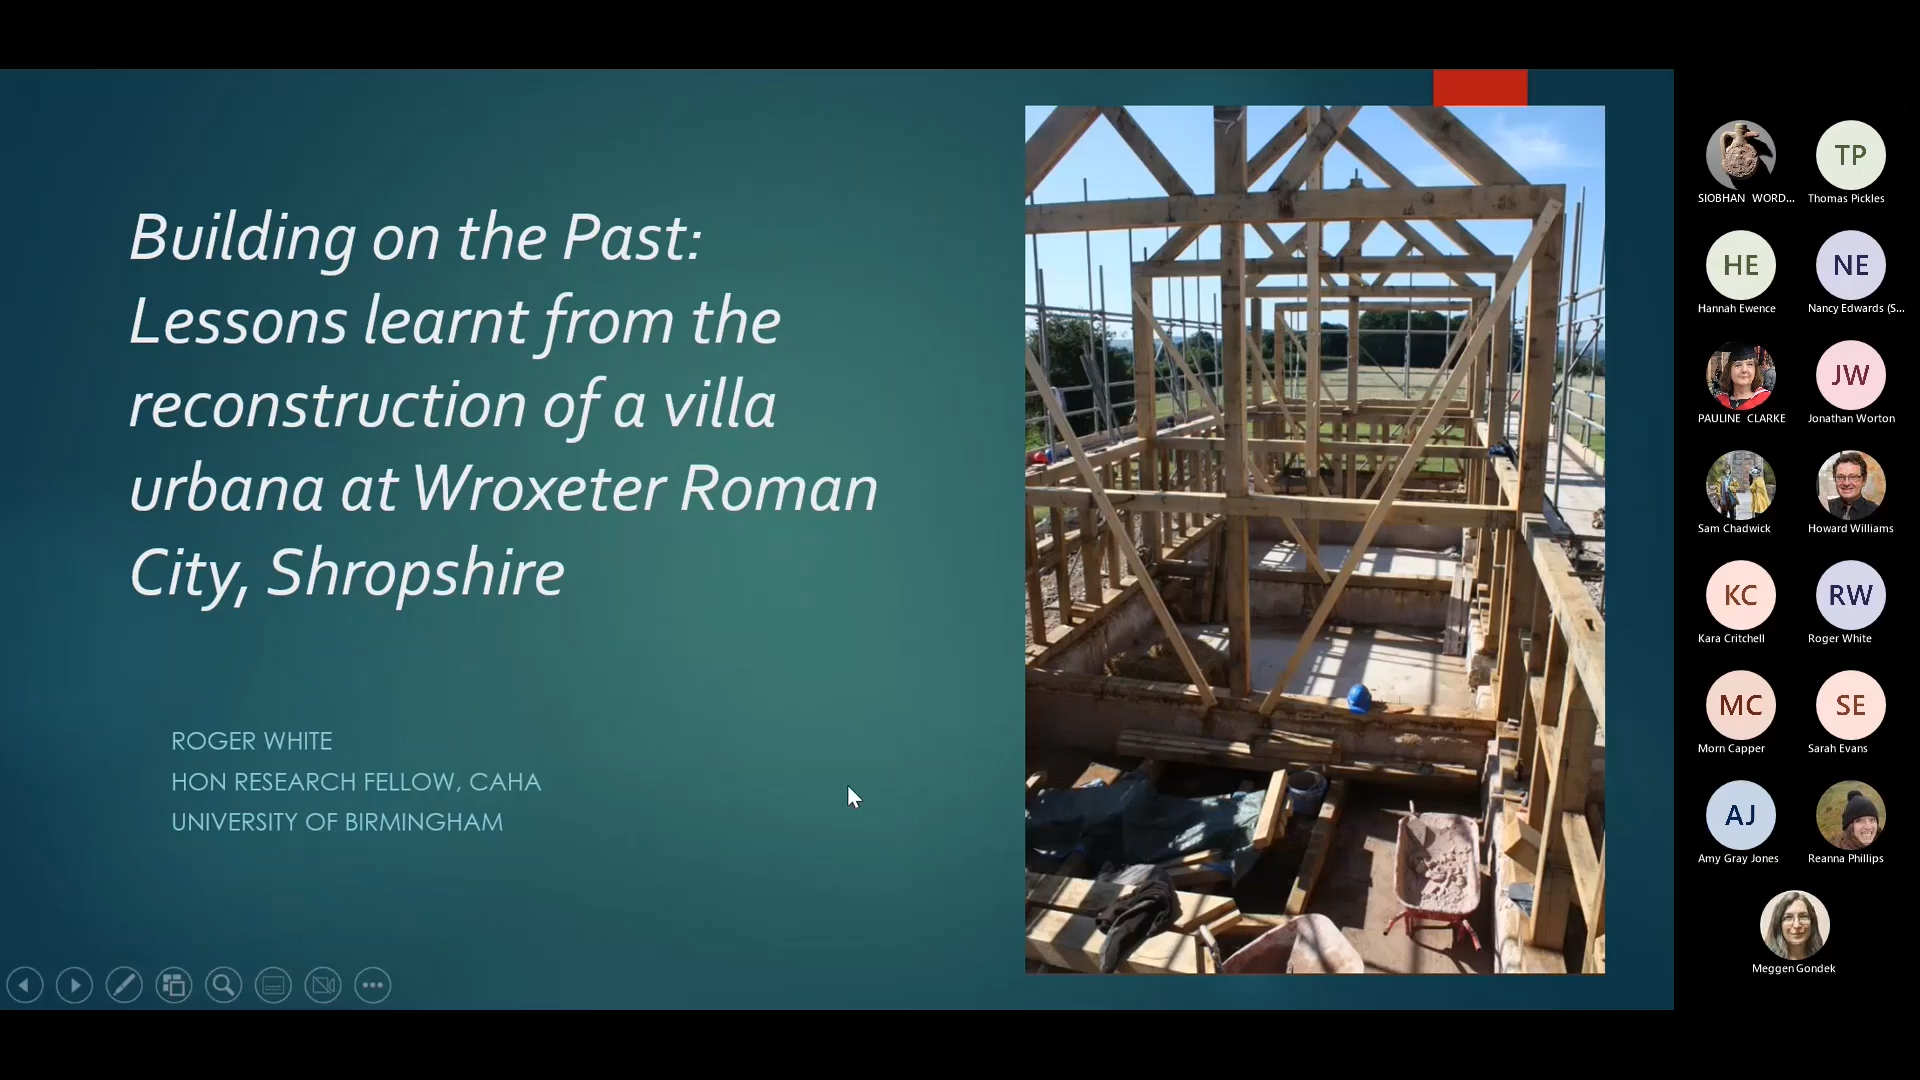 Building on the Past:
Lessons learnt from the
reconstruction of a villa
urbana at Wroxeter Roman
City, Shropshire
ROGER WHITE
HON RESEARCH FELLOW, CAHA
UNIVERSITY OF BIRMINGHAM
SIOBHAN WORD...
TP
Thomas Pickles
HE
Hannah Ewence
NE
Nancy Edwards (S...
PAULINE CLARKE
JW
Jonathan Worton
Sam Chadwick
Howard Williams
KC
Kara Critchell
RW
Roger White
MC
Morn Capper
SE
Sarah Evans
AJ
Amy Gray Jones
Reanna Phillips
Meggen Gondek